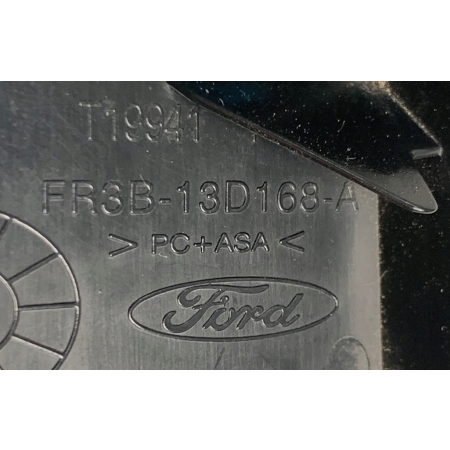 T19941
FR3B-13D168-A
> PC+ASA <
Ford